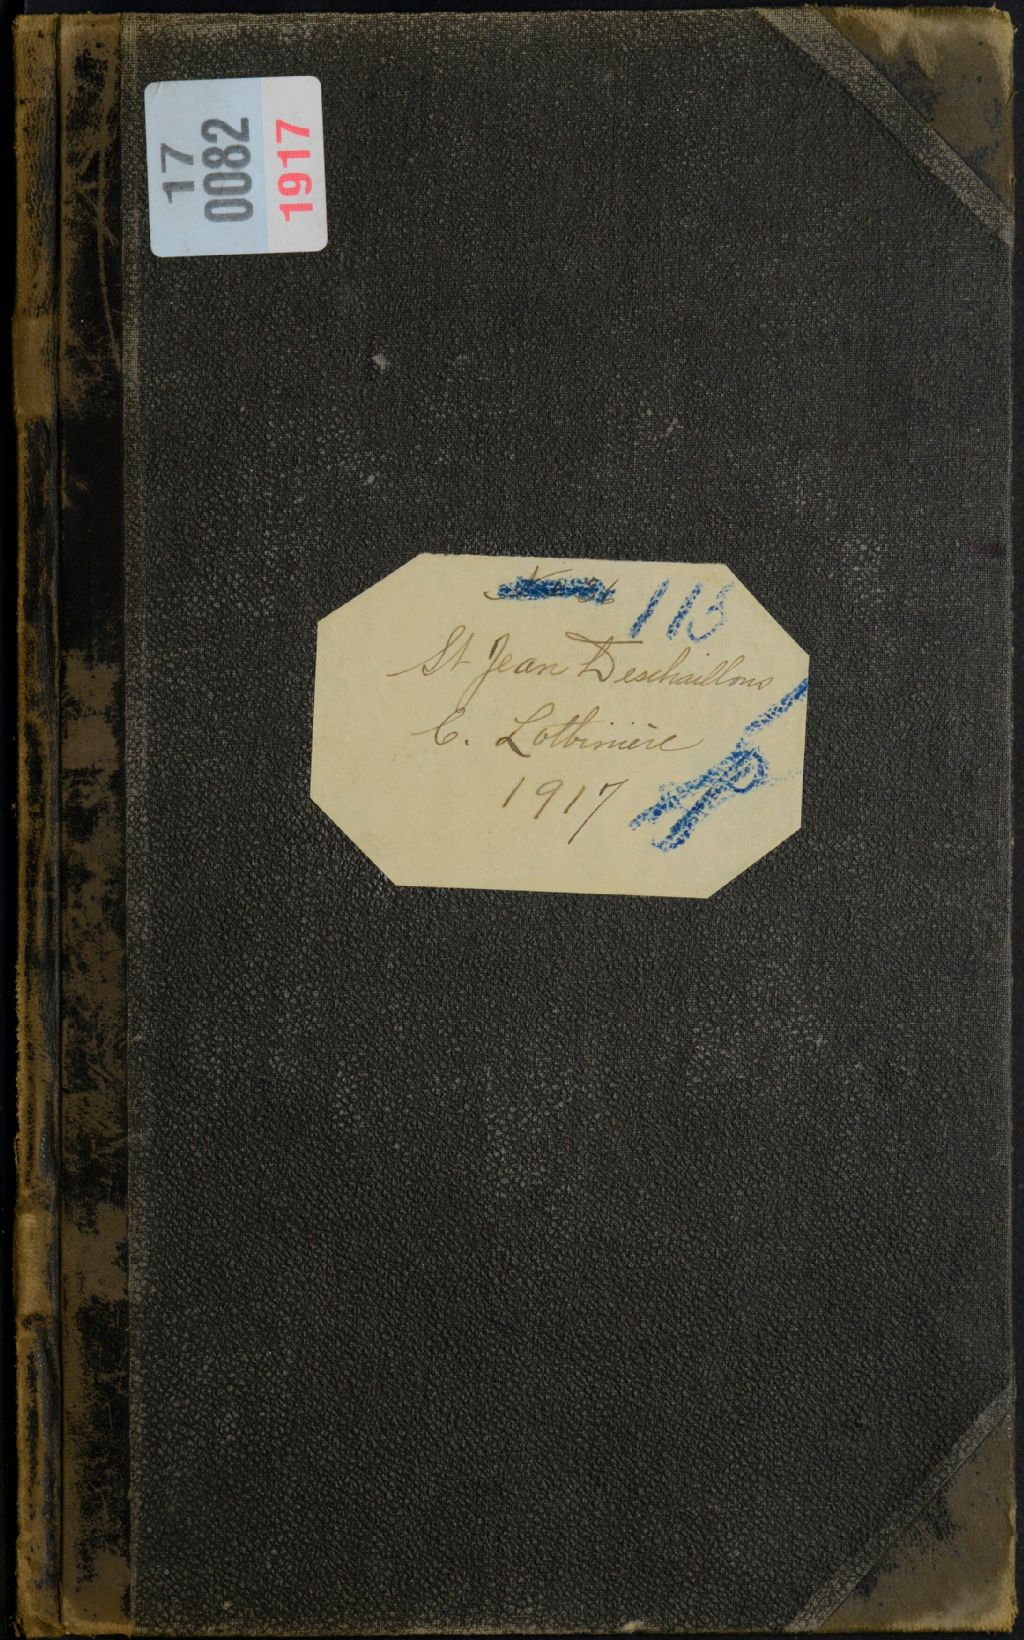 17
0082
1917
113
St Jean Deschaillons
C. Lotbinière
1917